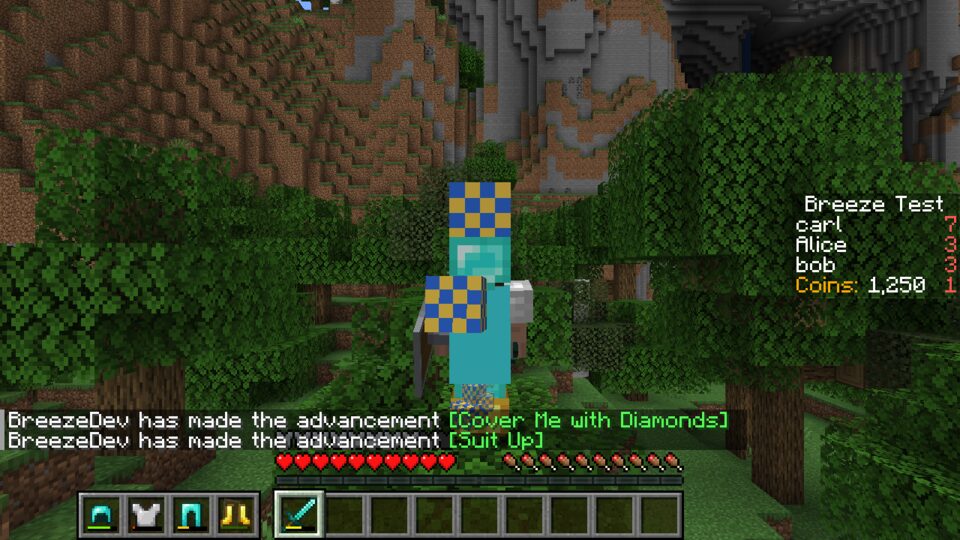 Breeze Test
carl 7
Alice 3
bob 3
Coins: 1,250 1
BreezeDev has made the advancement [Cover Me with Diamonds]
BreezeDev has made the advancement [Suit Up]